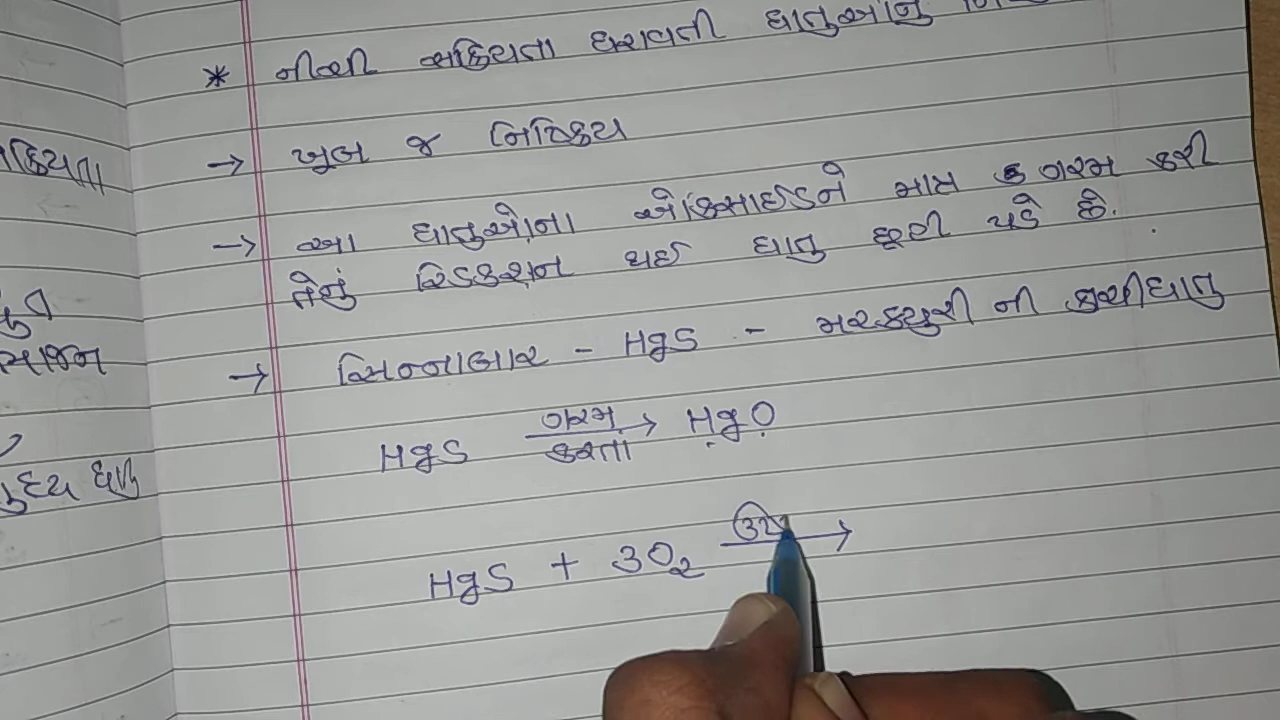 * નીચી સક્રિયતા ધરાવતી ધાતુઓનું
→ ખુબ જ નિષ્ક્રિય
→ આ ધાતુઓના ઓક્સાઈડને માત્ર ગરમ કરી
તેનું રિડક્શન થઈ ધાતુ છૂટી પડે છે.
→ સિન્નાબાર - HgS - મરક્યુરી ની કાચીધાતુ
HgS ગરમ કરતા → HgO
HgS + 3O₂ →